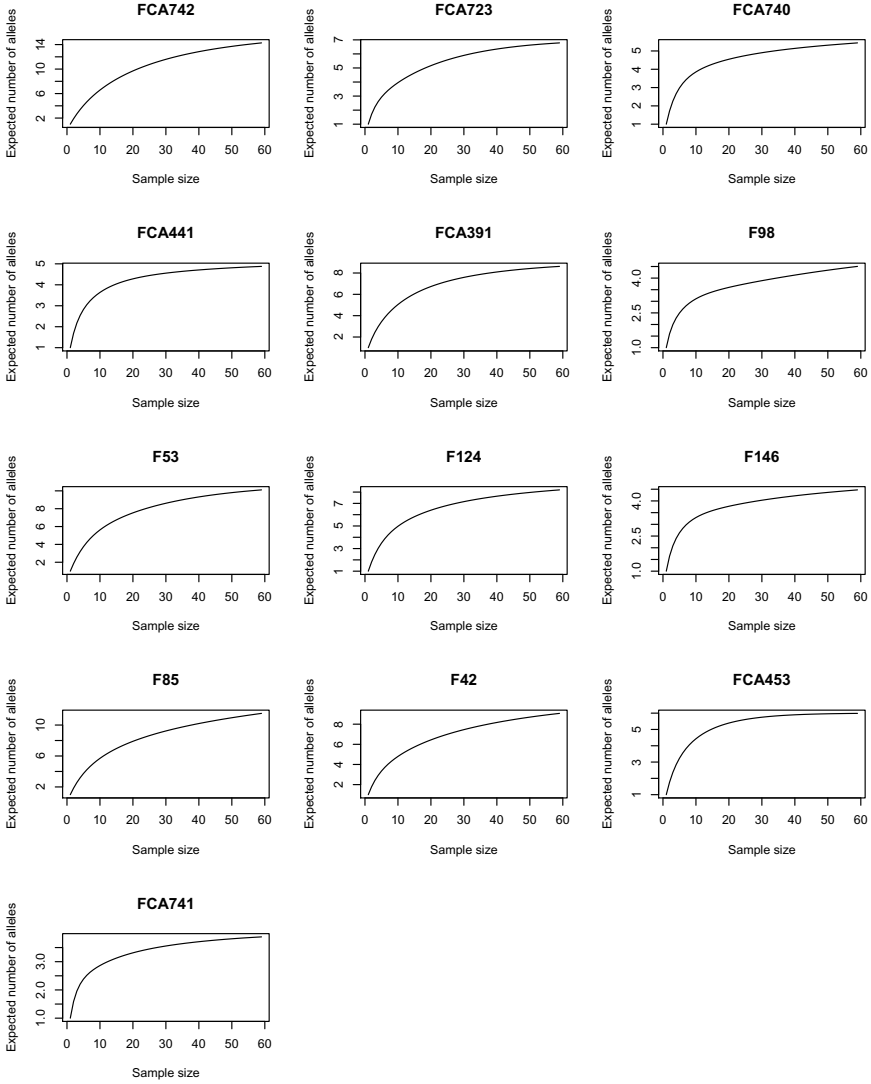 FCA742
Expected number of alleles
2 6 10 14
0 10 20 30 40 50 60
Sample size
FCA723
Expected number of alleles
1 3 5 7
0 10 20 30 40 50 60
Sample size
FCA740
Expected number of alleles
1 2 3 4 5
0 10 20 30 40 50 60
Sample size
FCA441
Expected number of alleles
1 2 3 4 5
0 10 20 30 40 50 60
Sample size
FCA391
Expected number of alleles
2 4 6 8
0 10 20 30 40 50 60
Sample size
F98
Expected number of alleles
1.0 2.5 4.0
0 10 20 30 40 50 60
Sample size
F53
Expected number of alleles
2 4 6 8
0 10 20 30 40 50 60
Sample size
F124
Expected number of alleles
1 3 5 7
0 10 20 30 40 50 60
Sample size
F146
Expected number of alleles
1.0 2.5 4.0
0 10 20 30 40 50 60
Sample size
F85
Expected number of alleles
2 6 10
0 10 20 30 40 50 60
Sample size
F42
Expected number of alleles
2 4 6 8
0 10 20 30 40 50 60
Sample size
FCA453
Expected number of alleles
1 3 5
0 10 20 30 40 50 60
Sample size
FCA741
Expected number of alleles
1.0 2.0 3.0
0 10 20 30 40 50 60
Sample size